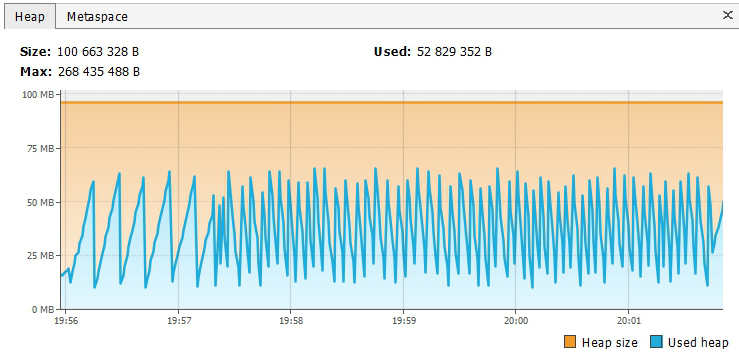 Heap Metaspace
Size: 100 663 328 B Used: 52 829 352 B
Max: 268 435 488 B
100 MB
75 MB
50 MB
25 MB
0 MB
19:56 19:57 19:58 19:59 20:00 20:01
Heap size Used heap